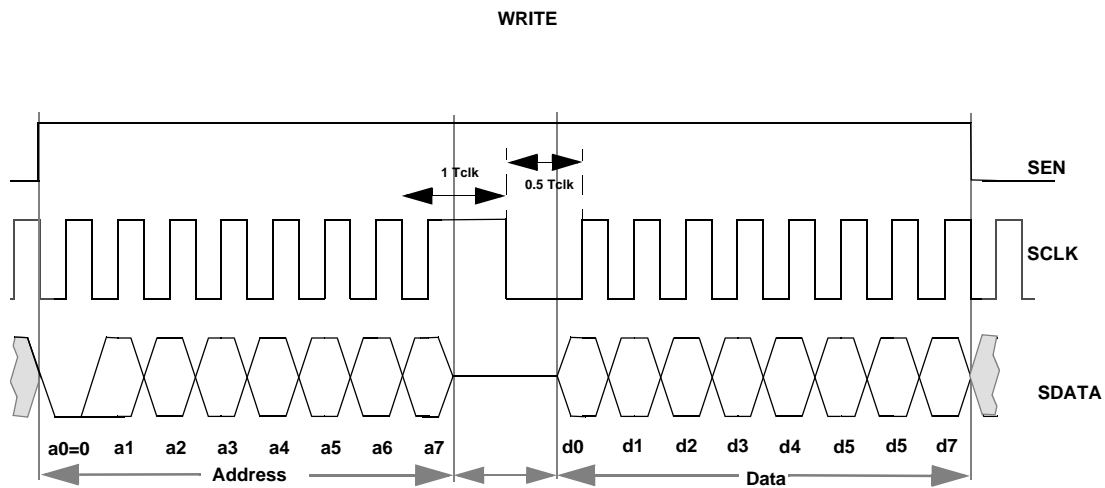 WRITE
SEN
1 Tclk
0.5 Tclk
SCLK
SDATA
a0=0 a1 a2 a3 a4 a5 a6 a7 d0 d1 d2 d3 d4 d5 d5 d7
Address Data